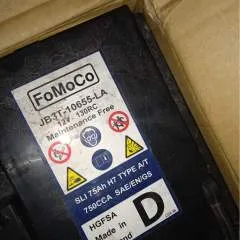 FoMoCo
JB3T-10655-LA
12V - 130RC
Maintenance Free
SLI 75Ah H7 TYPE A/T
750CCA SAE/EN/GS
HGFSA
Made in
D